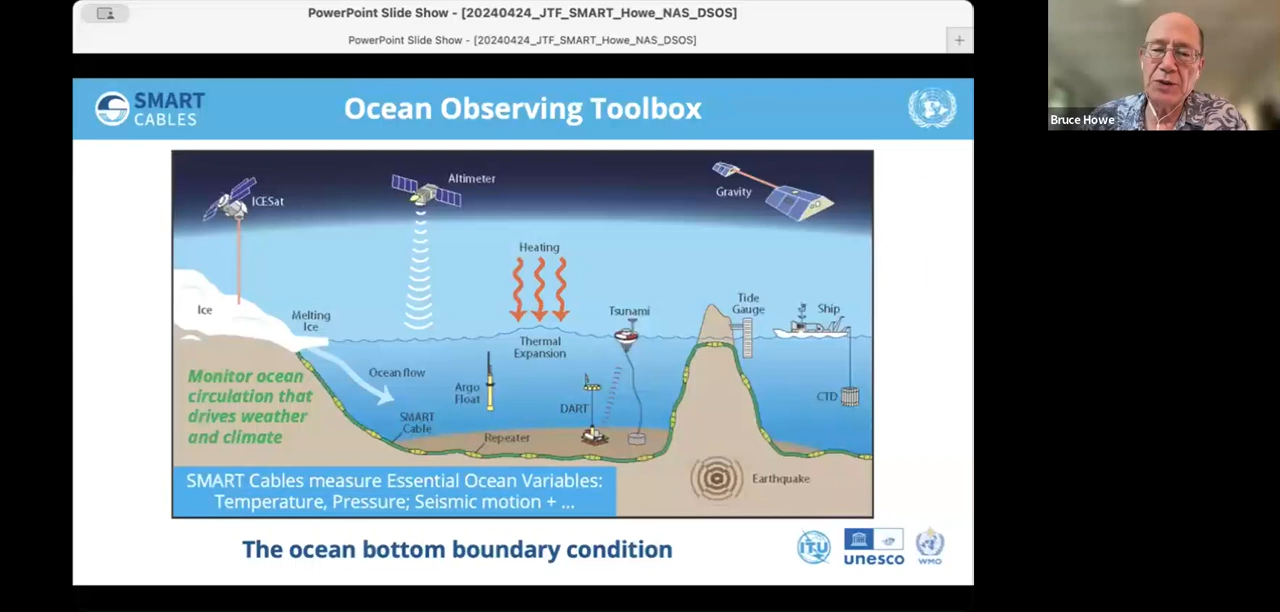 PowerPoint Slide Show - [20240424_JTF_SMART_Howe_NAS_DSOS]
PowerPoint Slide Show - [20240424_JTF_SMART_Howe_NAS_DSOS]
+
Bruce Howe
SMART
CABLES
Ocean Observing Toolbox
ICESat
Altimeter
Gravity
Heating
Ice
Melting
Ice
Tsunami
Tide
Gauge
Ship
Thermal
Expansion
Ocean flow
Argo
Float
DART
CTD
Monitor ocean
circulation that
drives weather
and climate
SMART
Cable
Repeater
Earthquake
SMART Cables measure Essential Ocean Variables:
Temperature, Pressure; Seismic motion + ...
The ocean bottom boundary condition
ITU
unesco
WMO